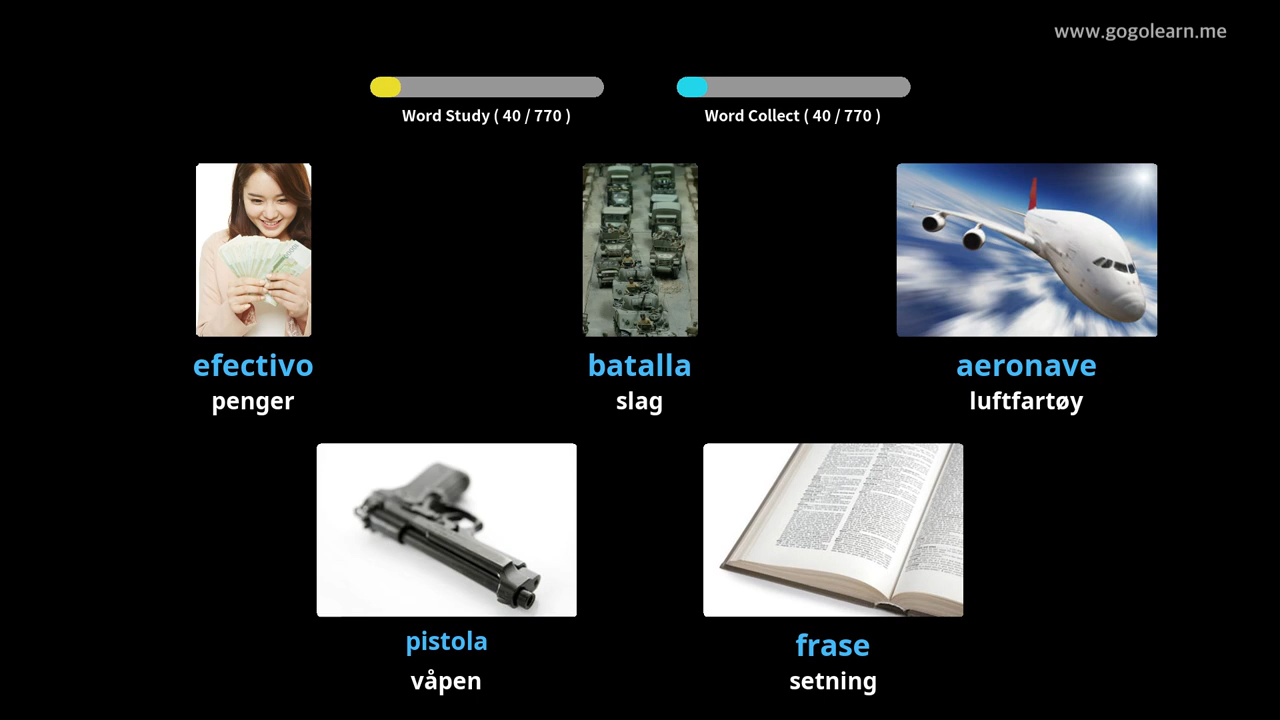 www.gogolearn.me
Word Study ( 40 / 770 )
Word Collect ( 40 / 770 )
efectivo
penger
batalla
slag
aeronave
luftfartøy
pistola
våpen
frase
setning